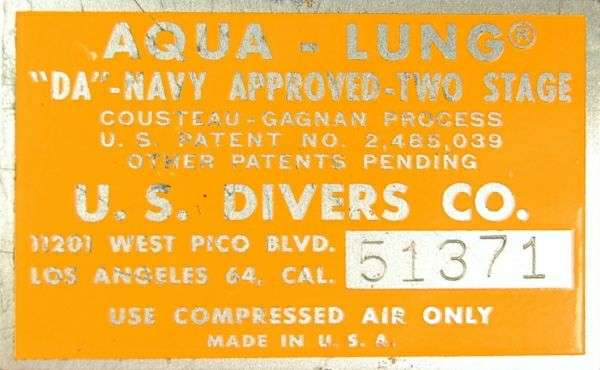 AQUA - LUNG®
"DA"-NAVY APPROVED-TWO STAGE
COUSTEAU-GAGNAN PROCESS
U. S. PATENT NO. 2,485,039
OTHER PATENTS PENDING
U. S. DIVERS CO.
11201 WEST PICO BLVD.
LOS ANGELES 64, CAL.
51371
USE COMPRESSED AIR ONLY
MADE IN U. S. A.